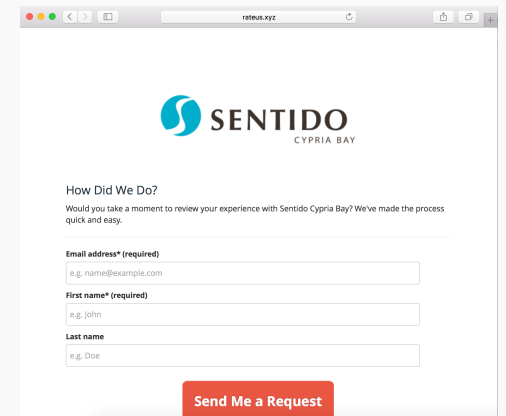 rateus.xyz
SENTIDO
CYPRIA BAY
How Did We Do?
Would you take a moment to review your experience with Sentido Cypria Bay? We've made the process
quick and easy.
Email address* (required)
e.g. name@example.com
First name* (required)
e.g. John
Last name
e.g. Doe
Send Me a Request